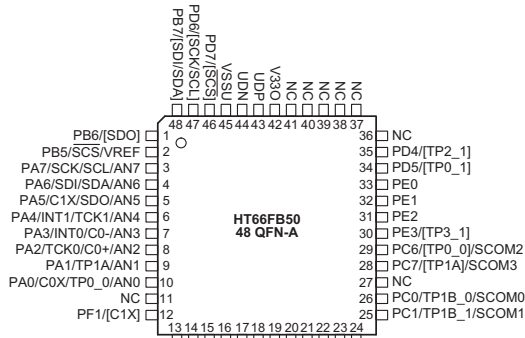 PB7/[SDI/SDA]
PD6/[SCK/SCL]
PD7/[SCS]
VSSU
UDN
UDP
V33O
NC
NC
NC
NC
NC
48 47 46 45 44 43 42 41 40 39 38 37
PB6/[SDO] 1
PB5/SCS/VREF 2
PA7/SCK/SCL/AN7 3
PA6/SDI/SDA/AN6 4
PA5/C1X/SDO/AN5 5
PA4/INT1/TCK1/AN4 6
PA3/INT0/C0-/AN3 7
PA2/TCK0/C0+/AN2 8
PA1/TP1A/AN1 9
PA0/C0X/TP0_0/AN0 10
NC 11
PF1/[C1X] 12
HT66FB50
48 QFN-A
36 NC
35 PD4/[TP2_1]
34 PD5/[TP0_1]
33 PE0
32 PE1
31 PE2
30 PE3/[TP3_1]
29 PC6/[TP0_0]/SCOM2
28 PC7/[TP1A]/SCOM3
27 NC
26 PC0/TP1B_0/SCOM0
25 PC1/TP1B_1/SCOM1
13 14 15 16 17 18 19 20 21 22 23 24